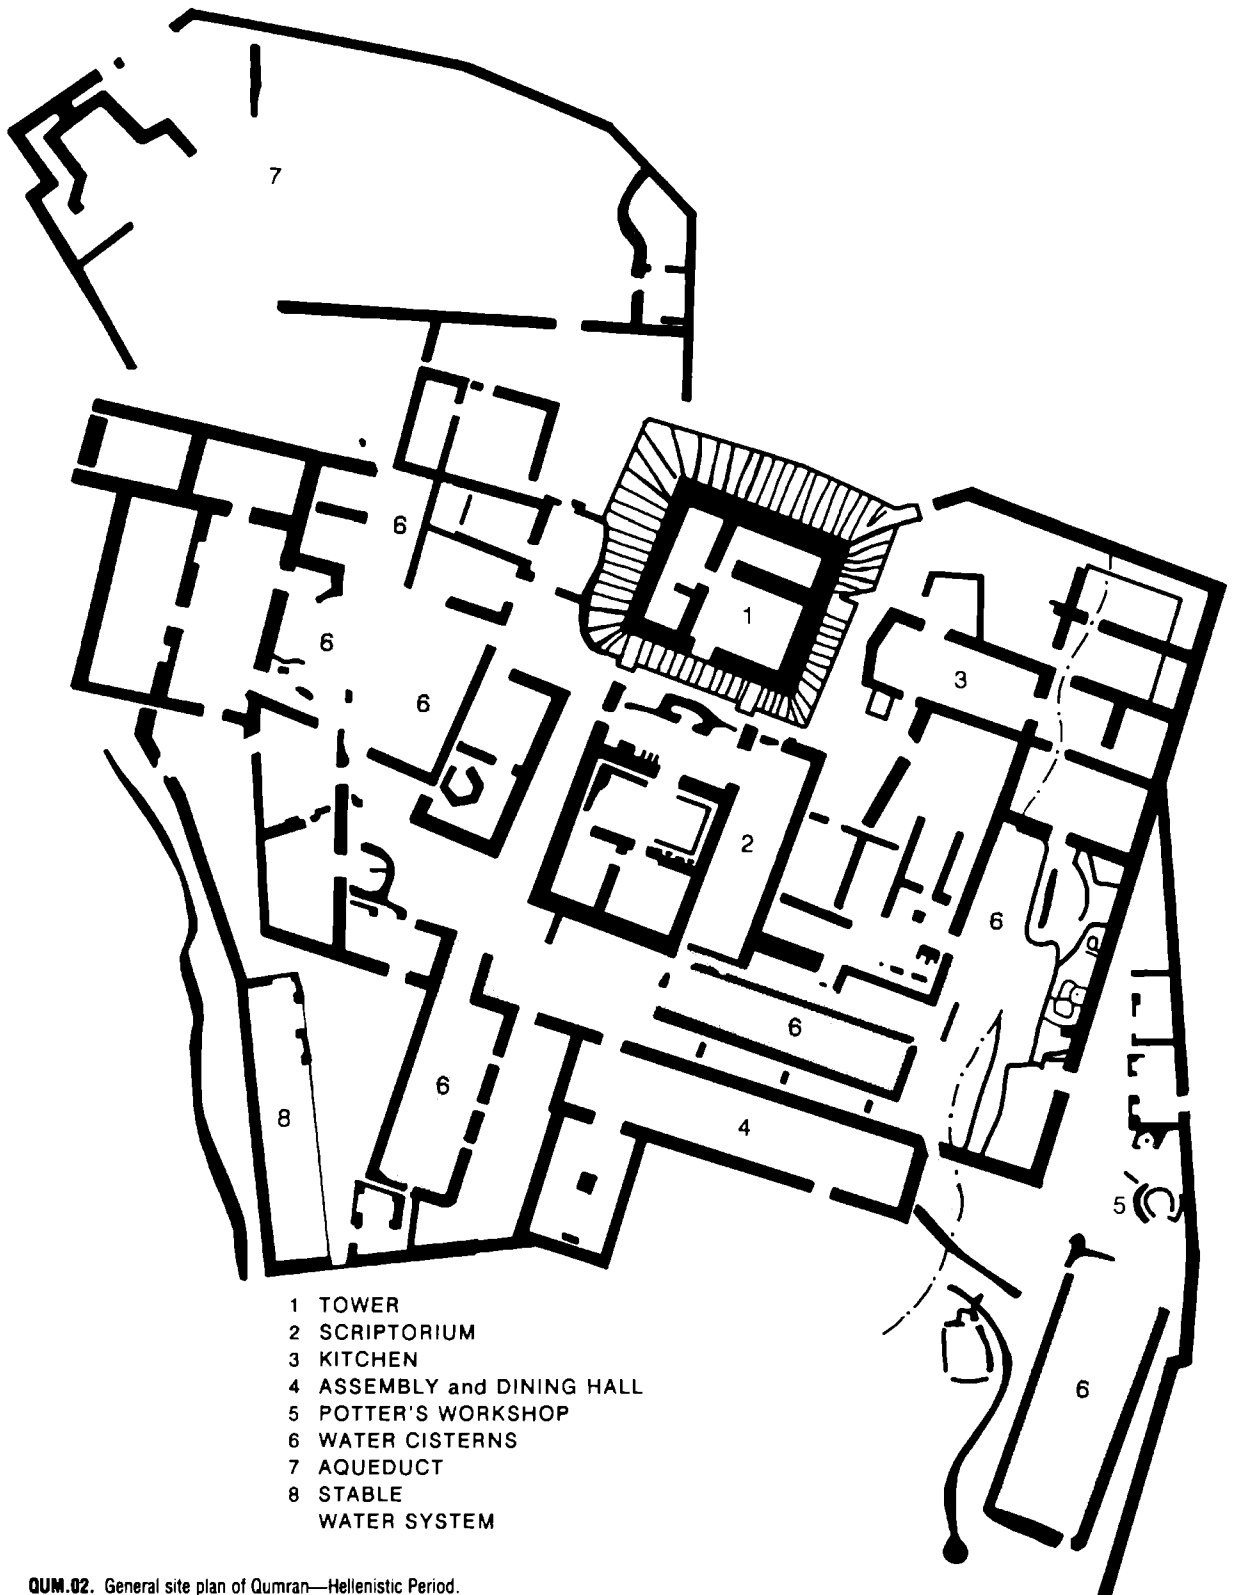 7
6
1
6
3
6
2
6
6
6
8
4
5
6
1 TOWER
2 SCRIPTORIUM
3 KITCHEN
4 ASSEMBLY and DINING HALL
5 POTTER'S WORKSHOP
6 WATER CISTERNS
7 AQUEDUCT
8 STABLE
WATER SYSTEM
QUM.02. General site plan of Qumran—Hellenistic Period.